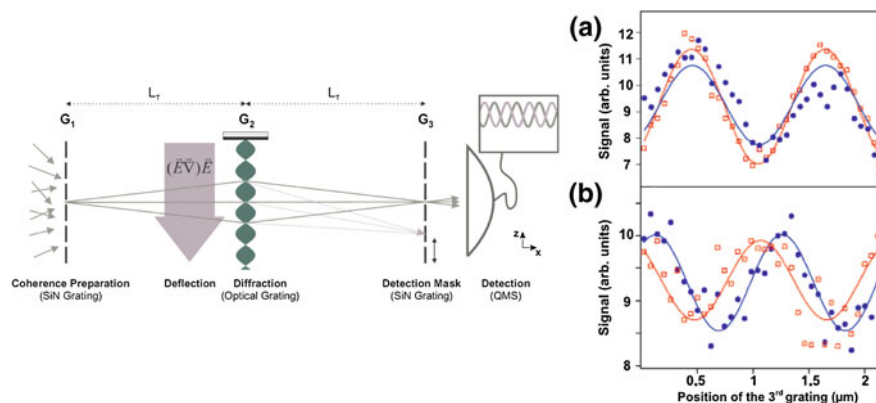 L_T
L_T
G_1
G_2
G_3
(E⃗∇⃗)E⃗
z
x
Coherence Preparation
(SiN Grating)
Deflection
Diffraction
(Optical Grating)
Detection Mask
(SiN Grating)
Detection
(QMS)
(a)
Signal (arb. units)
12
11
10
9
8
7
(b)
Signal (arb. units)
10
9
8
0.5
1
1.5
2
Position of the 3rd grating (µm)